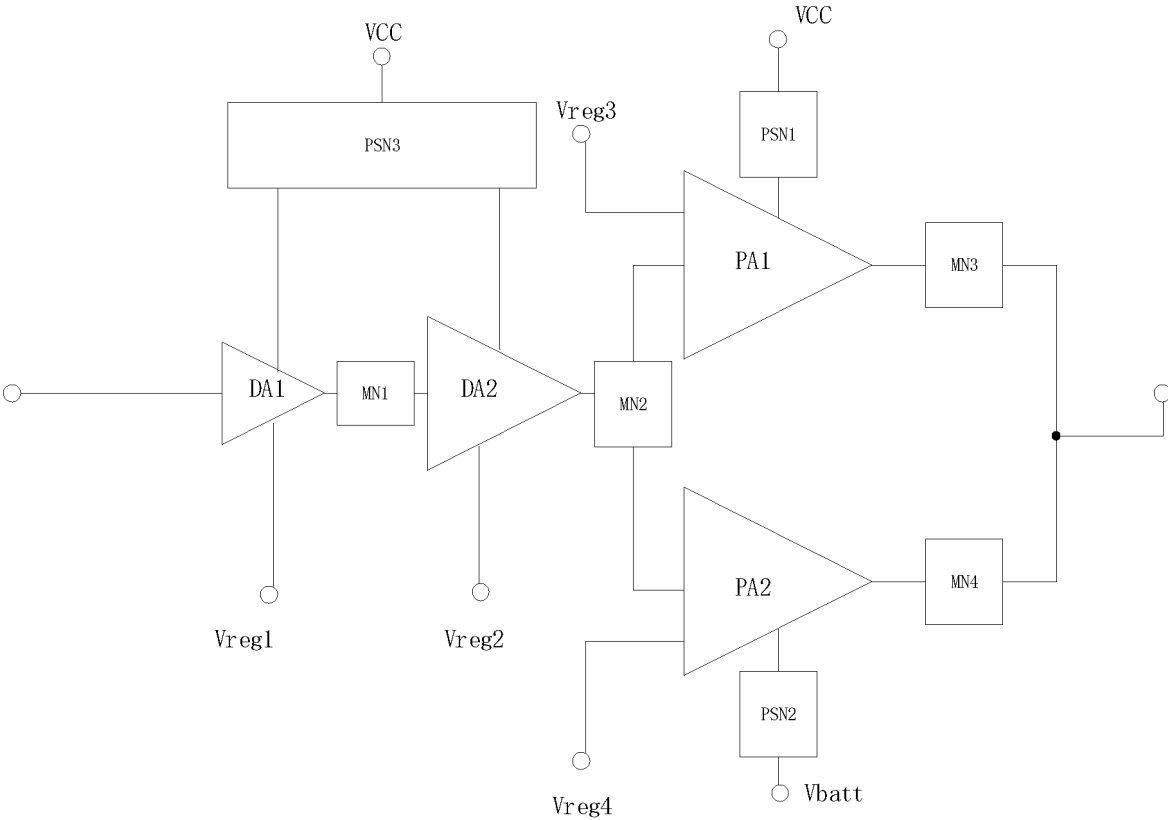 VCC
VCC
Vreg3
PSN3
PSN1
PA1
MN3
DA1
MN1
DA2
MN2
PA2
MN4
Vreg1
Vreg2
PSN2
Vreg4
Vbatt